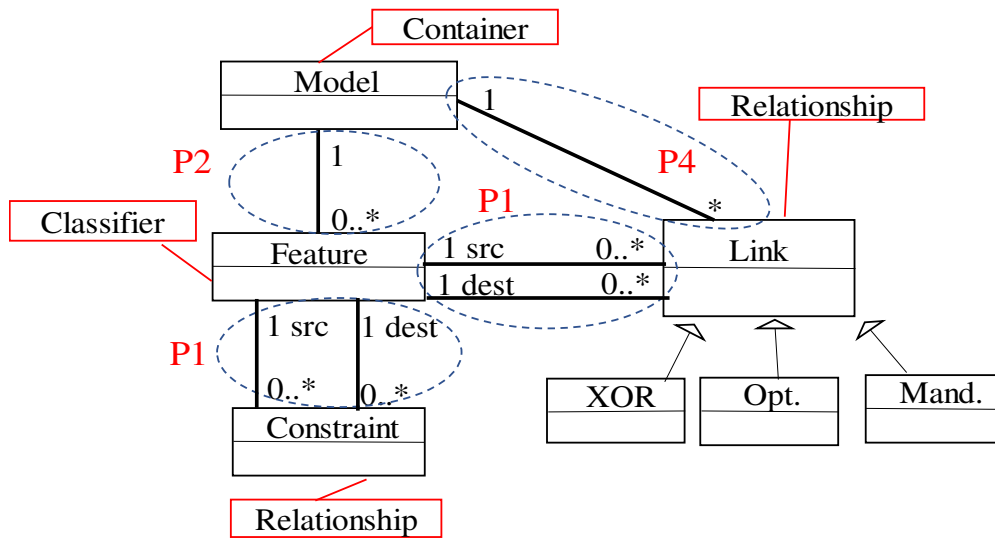 Container
Model
1
Relationship
P2
1
P4
Classifier
0..*
P1
*
Feature
1 src
0..*
Link
1 dest
0..*
1 src
1 dest
P1
0..*
0..*
XOR
Opt.
Mand.
Constraint
Relationship